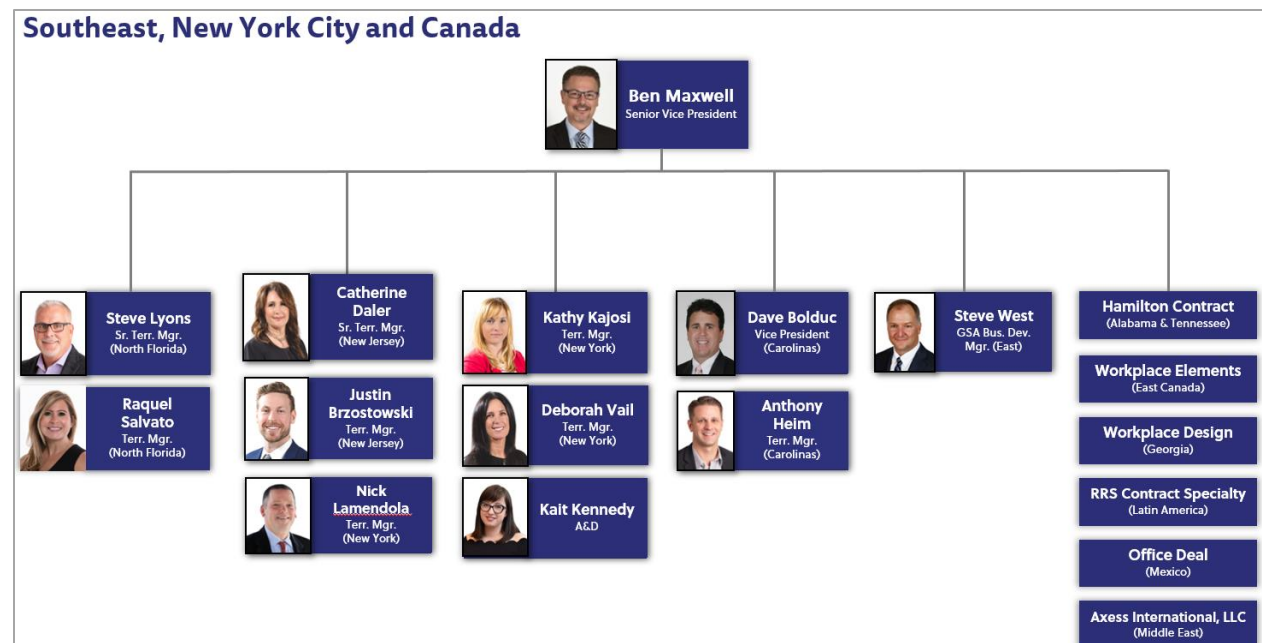 Southeast, New York City and Canada
Ben Maxwell
Senior Vice President
Steve Lyons
Sr. Terr. Mgr.
(North Florida)
Raquel
Salvato
Terr. Mgr.
(North Florida)
Catherine
Daler
Sr. Terr. Mgr.
(New Jersey)
Justin
Brzostowski
Terr. Mgr.
(New Jersey)
Nick
Lamendola
Terr. Mgr.
(New York)
Kathy Kajosi
Terr. Mgr.
(New York)
Deborah Vail
Terr. Mgr.
(New York)
Kait Kennedy
A&D
Dave Bolduc
Vice President
(Carolinas)
Anthony
Heim
Terr. Mgr.
(Carolinas)
Steve West
GSA Bus. Dev.
Mgr. (East)
Hamilton Contract
(Alabama & Tennessee)
Workplace Elements
(East Canada)
Workplace Design
(Georgia)
RRS Contract Specialty
(Latin America)
Office Deal
(Mexico)
Axess International, LLC
(Middle East)